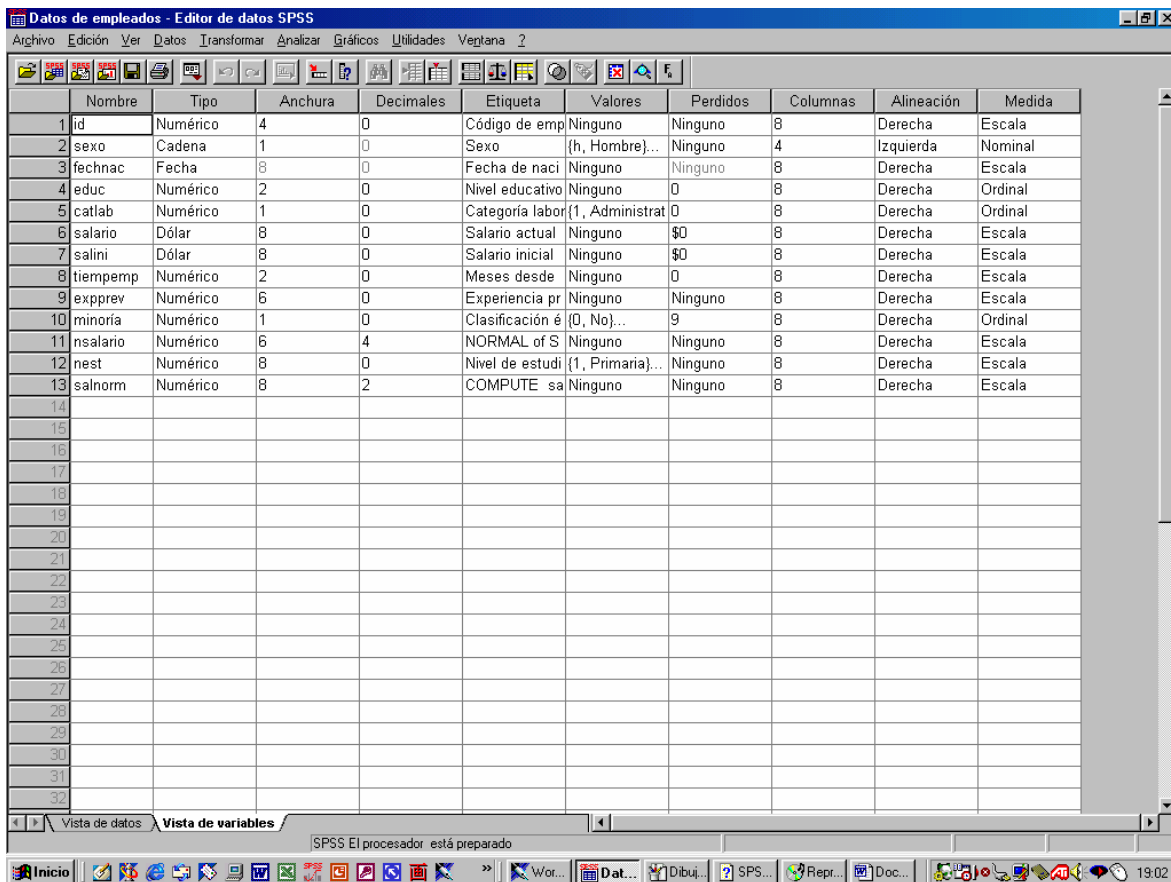 Datos de empleados - Editor de datos SPSS
Archivo Edición Ver Datos Transformar Analizar Gráficos Utilidades Ventana ?
Nombre Tipo Anchura Decimales Etiqueta Valores Perdidos Columnas Alineación Medida
1 id Numérico 4 0 Código de emp Ninguno Ninguno 8 Derecha Escala
2 sexo Cadena 1 0 Sexo {h, Hombre}... Ninguno 4 Izquierda Nominal
3 fechnac Fecha 8 0 Fecha de naci Ninguno Ninguno 8 Derecha Escala
4 educ Numérico 2 0 Nivel educativo Ninguno 0 8 Derecha Ordinal
5 catlab Numérico 1 0 Categoría labor {1, Administrat 0 8 Derecha Ordinal
6 salario Dólar 8 0 Salario actual Ninguno $0 8 Derecha Escala
7 salini Dólar 8 0 Salario inicial Ninguno $0 8 Derecha Escala
8 tiempemp Numérico 2 0 Meses desde Ninguno 0 8 Derecha Escala
9 expprev Numérico 6 0 Experiencia pr Ninguno Ninguno 8 Derecha Escala
10 minoría Numérico 1 0 Clasificación é {0, No}... 9 8 Derecha Ordinal
11 nsalario Numérico 6 4 NORMAL of S Ninguno Ninguno 8 Derecha Escala
12 nest Numérico 8 0 Nivel de estudi {1, Primaria}... Ninguno 8 Derecha Escala
13 salnorm Numérico 8 2 COMPUTE sa Ninguno Ninguno 8 Derecha Escala
14
15
16
17
18
19
20
21
22
23
24
25
26
27
28
29
30
31
32
Vista de datos Vista de variables
SPSS El procesador está preparado
Inicio » Wor... Dat... Dibuj... SPS... Repr... Doc... 19:02